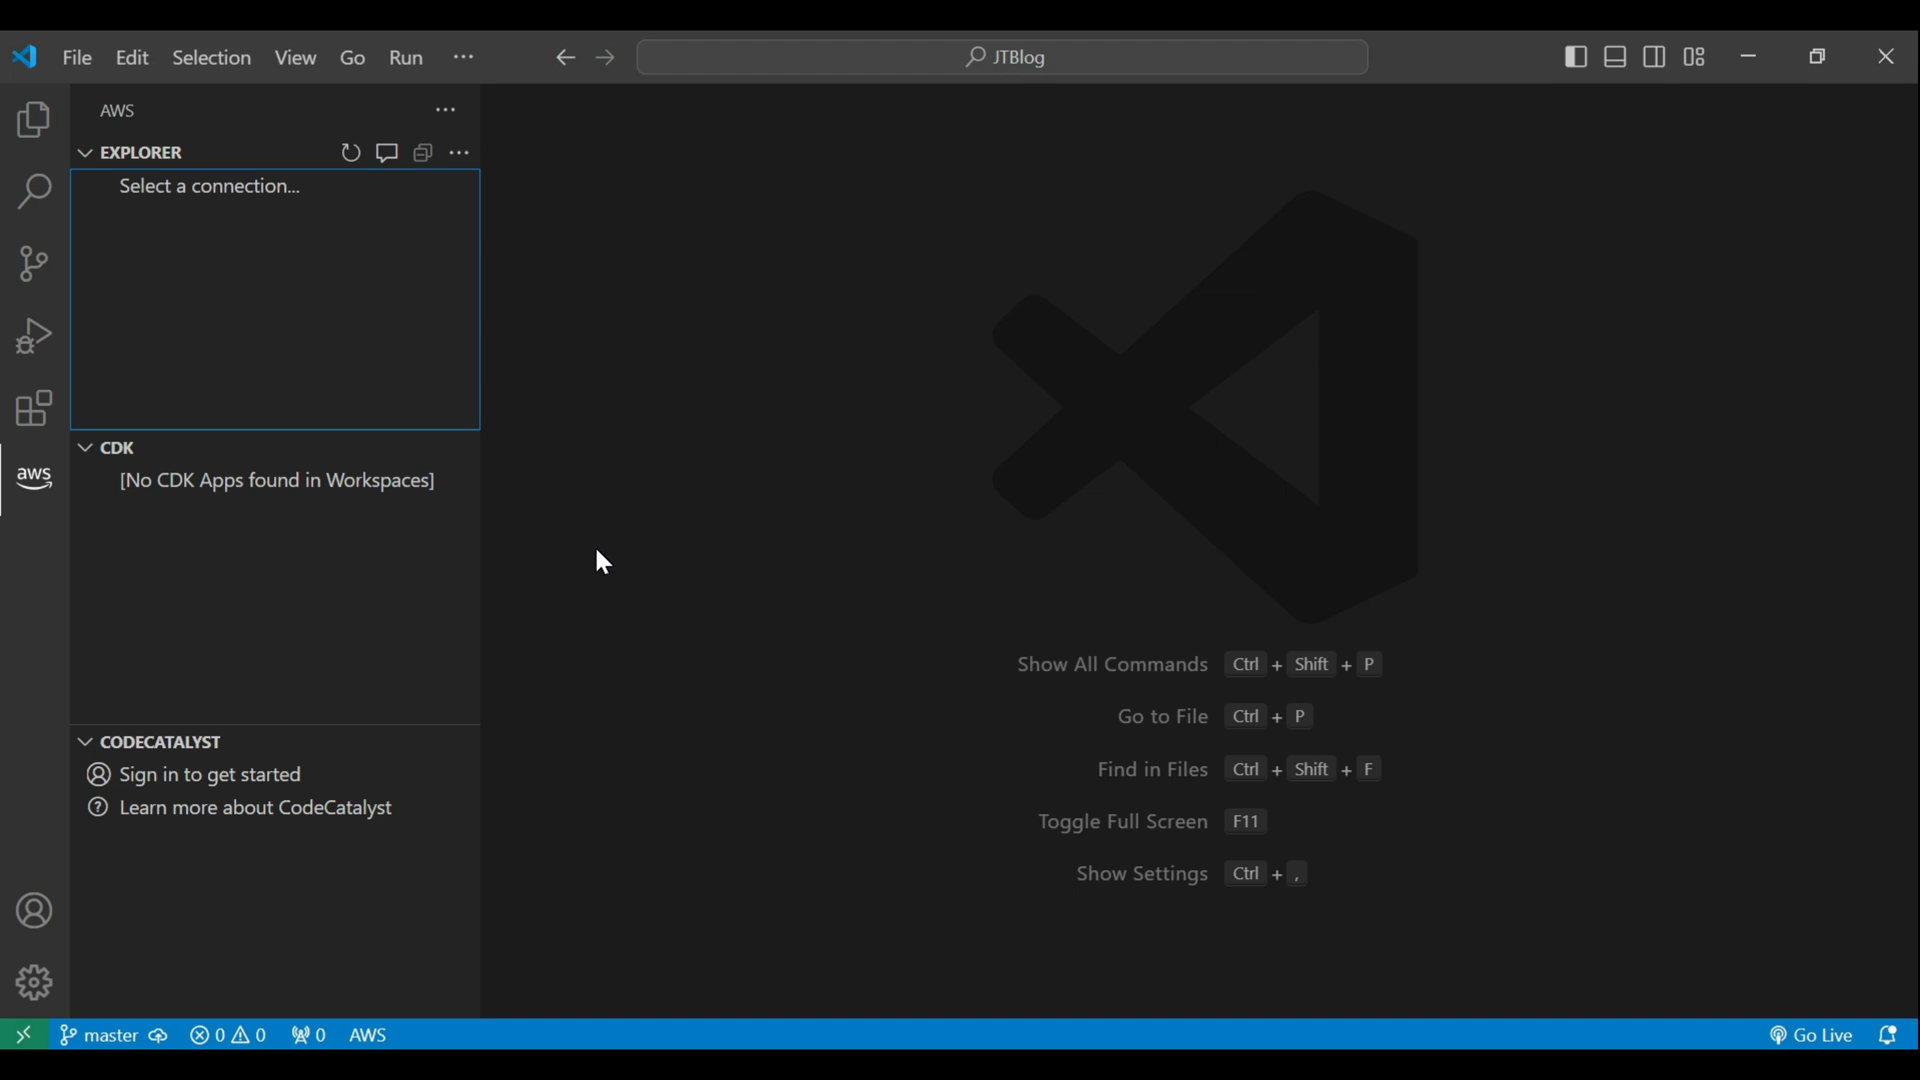 File Edit Selection View Go Run ··· JTBlog
AWS ···
EXPLORER ···
Select a connection...
CDK
aws
[No CDK Apps found in Workspaces]
Show All Commands Ctrl + Shift + P
Go to File Ctrl + P
CODECATALYST
Find in Files Ctrl + Shift + F
Sign in to get started
Learn more about CodeCatalyst
Toggle Full Screen F11
Show Settings Ctrl + ,
master 0 0 0 AWS Go Live